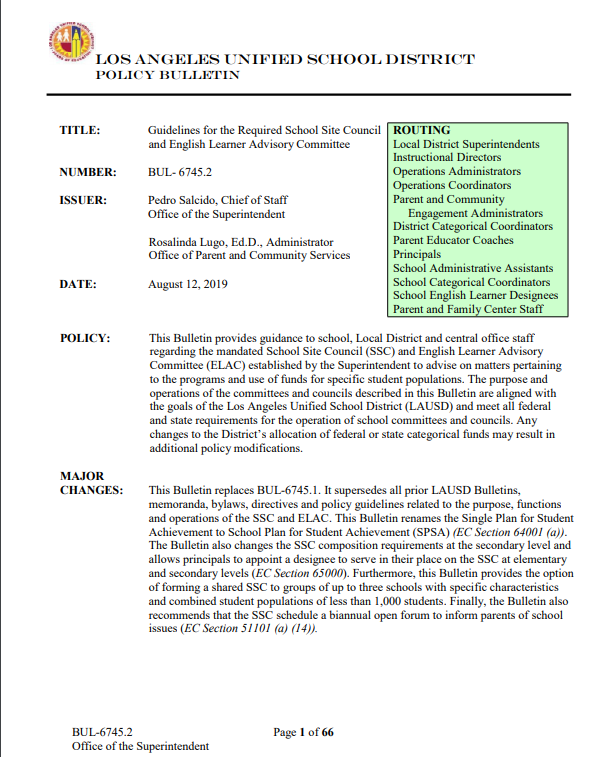 LOS ANGELES UNIFIED SCHOOL DISTRICT
POLICY BULLETIN
TITLE: Guidelines for the Required School Site Council
and English Learner Advisory Committee
NUMBER: BUL- 6745.2
ISSUER: Pedro Salcido, Chief of Staff
Office of the Superintendent
Rosalinda Lugo, Ed.D., Administrator
Office of Parent and Community Services
DATE: August 12, 2019
ROUTING
Local District Superintendents
Instructional Directors
Operations Administrators
Operations Coordinators
Parent and Community
Engagement Administrators
District Categorical Coordinators
Parent Educator Coaches
Principals
School Administrative Assistants
School Categorical Coordinators
School English Learner Designees
Parent and Family Center Staff
POLICY: This Bulletin provides guidance to school, Local District and central office staff
regarding the mandated School Site Council (SSC) and English Learner Advisory
Committee (ELAC) established by the Superintendent to advise on matters pertaining
to the programs and use of funds for specific student populations. The purpose and
operations of the committees and councils described in this Bulletin are aligned with
the goals of the Los Angeles Unified School District (LAUSD) and meet all federal
and state requirements for the operation of school committees and councils. Any
changes to the District's allocation of federal or state categorical funds may result in
additional policy modifications.
MAJOR
CHANGES: This Bulletin replaces BUL-6745.1. It supersedes all prior LAUSD Bulletins,
memoranda, bylaws, directives and policy guidelines related to the purpose, functions
and operations of the SSC and ELAC. This Bulletin renames the Single Plan for Student
Achievement to School Plan for Student Achievement (SPSA) (EC Section 64001 (a)).
The Bulletin also changes the SSC composition requirements at the secondary level and
allows principals to appoint a designee to serve in their place on the SSC at elementary
and secondary levels (EC Section 65000). Furthermore, this Bulletin provides the option
of forming a shared SSC to groups of up to three schools with specific characteristics
and combined student populations of less than 1,000 students. Finally, the Bulletin also
recommends that the SSC schedule a biannual open forum to inform parents of school
issues (EC Section 51101 (a) (14)).
BUL-6745.2 Page 1 of 66
Office of the Superintendent